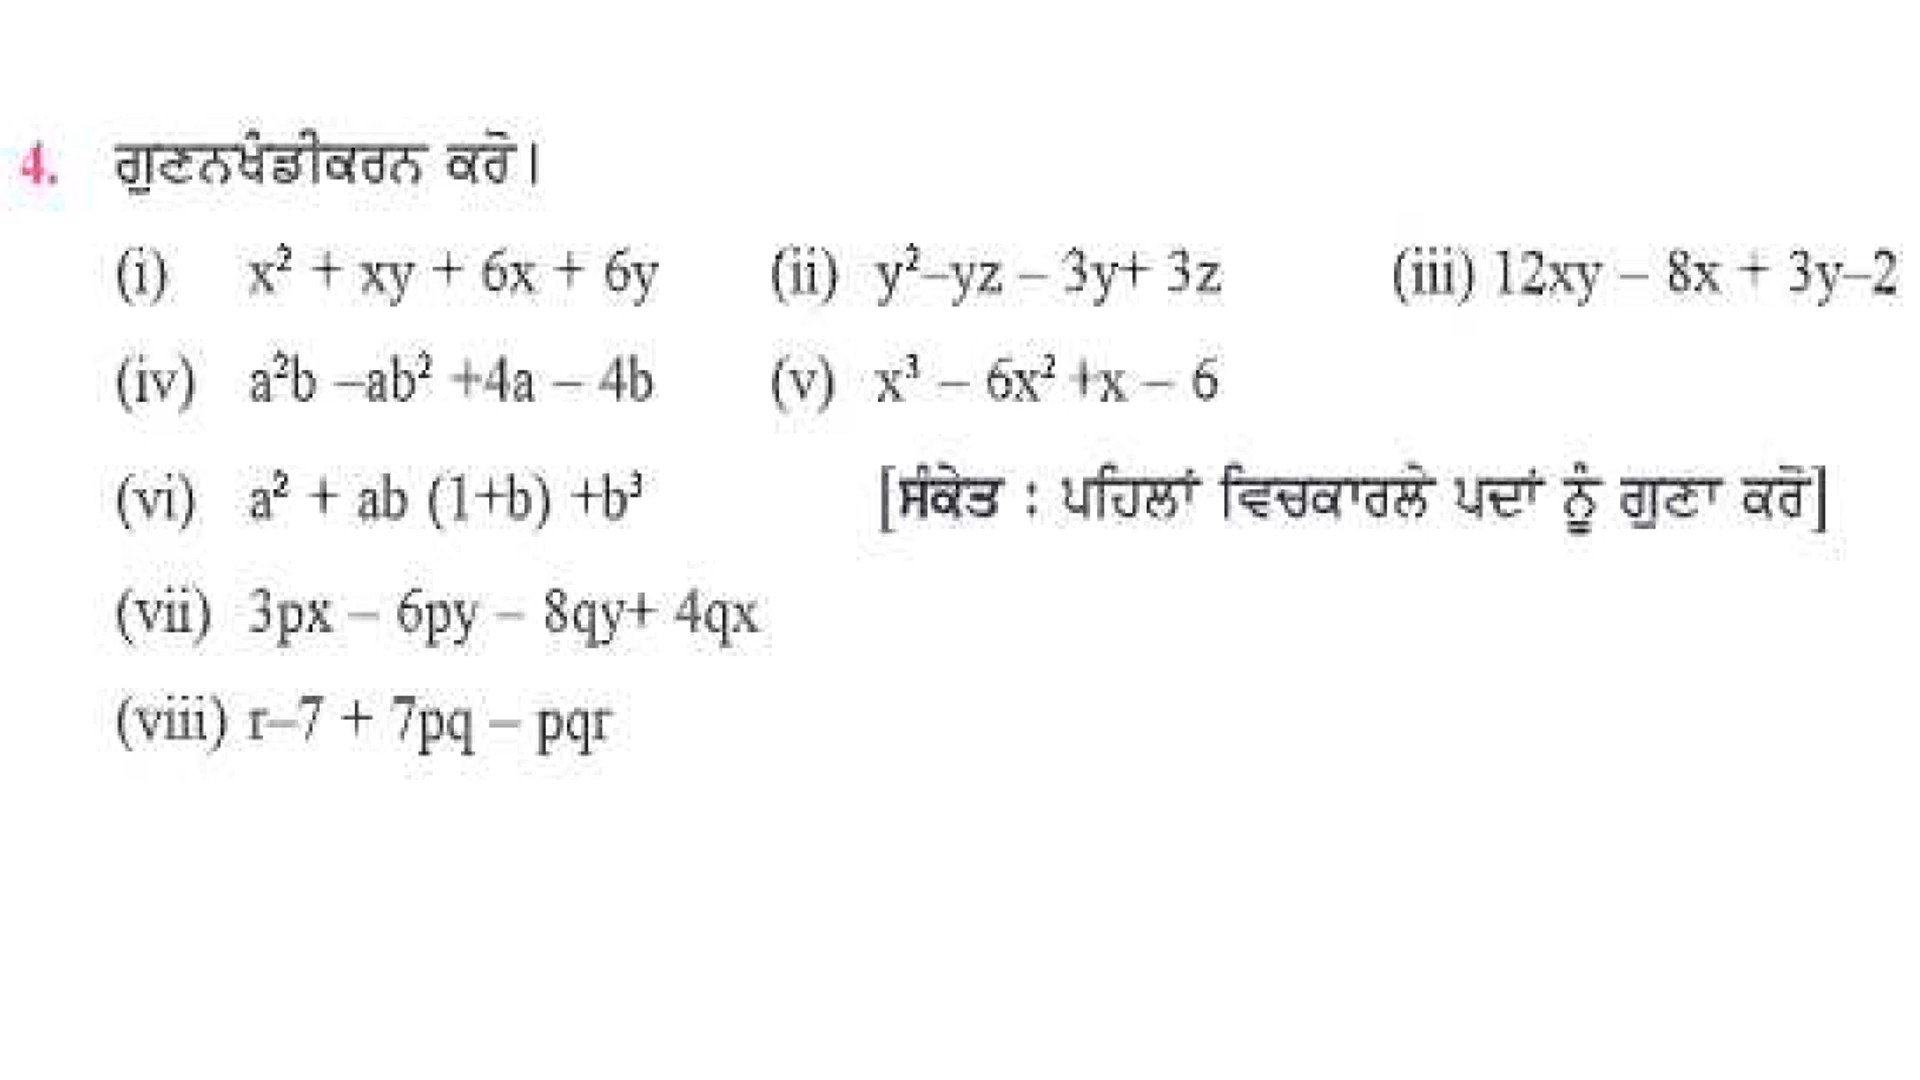 4. ਗੁਣਨਖੰਡੀਕਰਨ ਕਰੋ।
(i) x² + xy + 6x + 6y (ii) y²–yz – 3y+ 3z (iii) 12xy – 8x + 3y–2
(iv) a²b –ab² +4a – 4b (v) x³ – 6x² +x – 6
(vi) a² + ab (1+b) +b³ [ਸੰਕੇਤ : ਪਹਿਲਾਂ ਵਿਚਕਾਰਲੇ ਪਦਾਂ ਨੂੰ ਗੁਣਾ ਕਰੋ]
(vii) 3px – 6py – 8qy+ 4qx
(viii) r–7 + 7pq – pqr